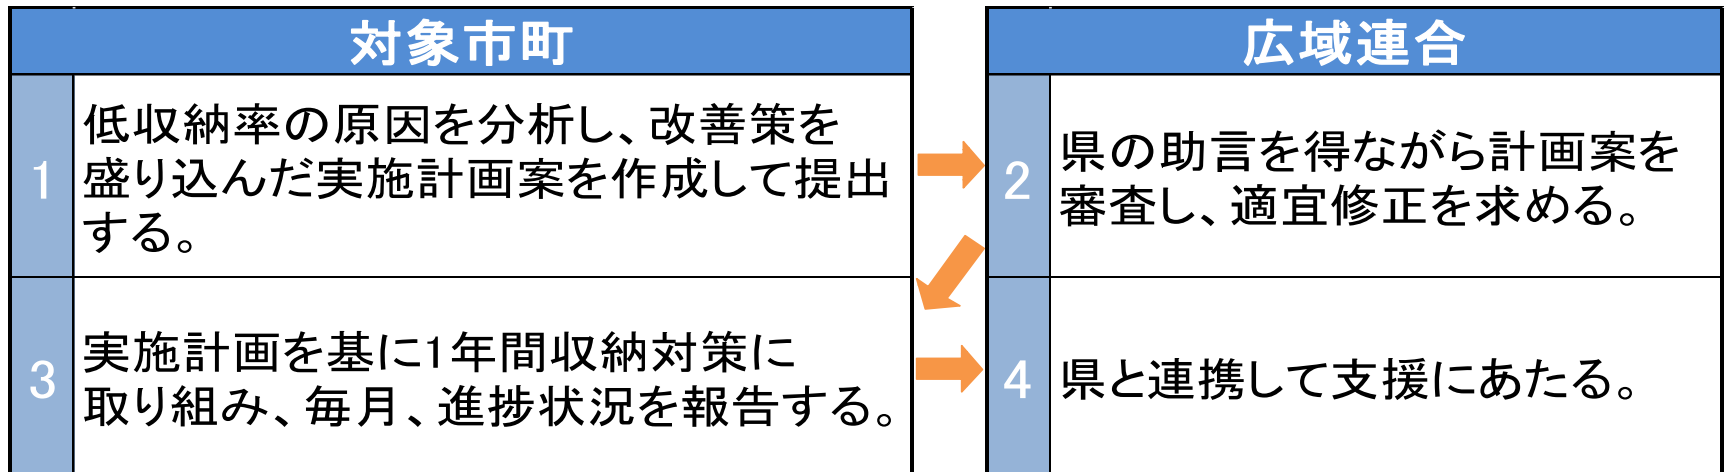 対象市町
1
低収納率の原因を分析し、改善策を
盛り込んだ実施計画案を作成して提出
する。
広域連合
2
県の助言を得ながら計画案を
審査し、適宜修正を求める。
3
実施計画を基に1年間収納対策に
取り組み、毎月、進捗状況を報告する。
4
県と連携して支援にあたる。